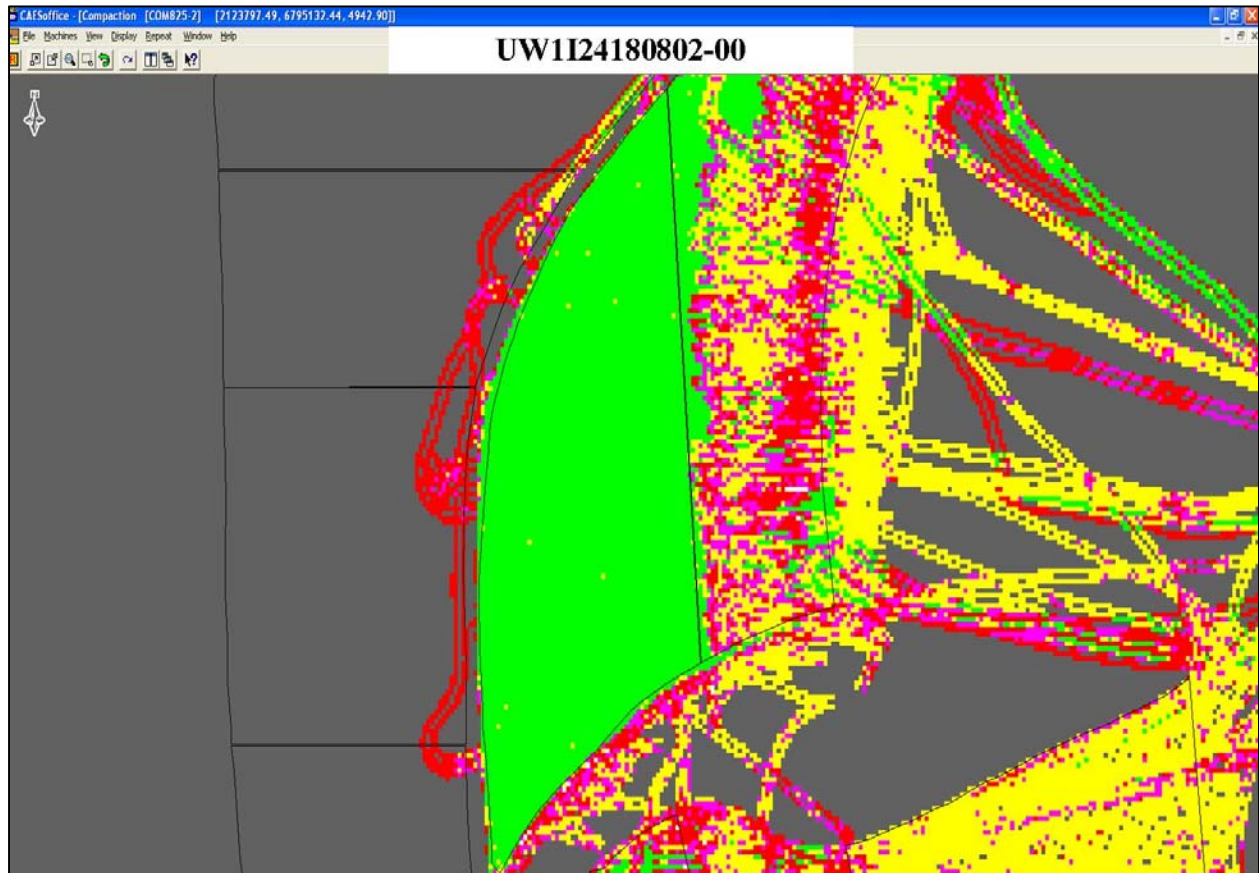 CAESoffice - [Compaction [COM825-2] [2123797.49, 6795132.44, 4942.90]]
File Machines View Display Repeat Window Help
UW1I24180802-00